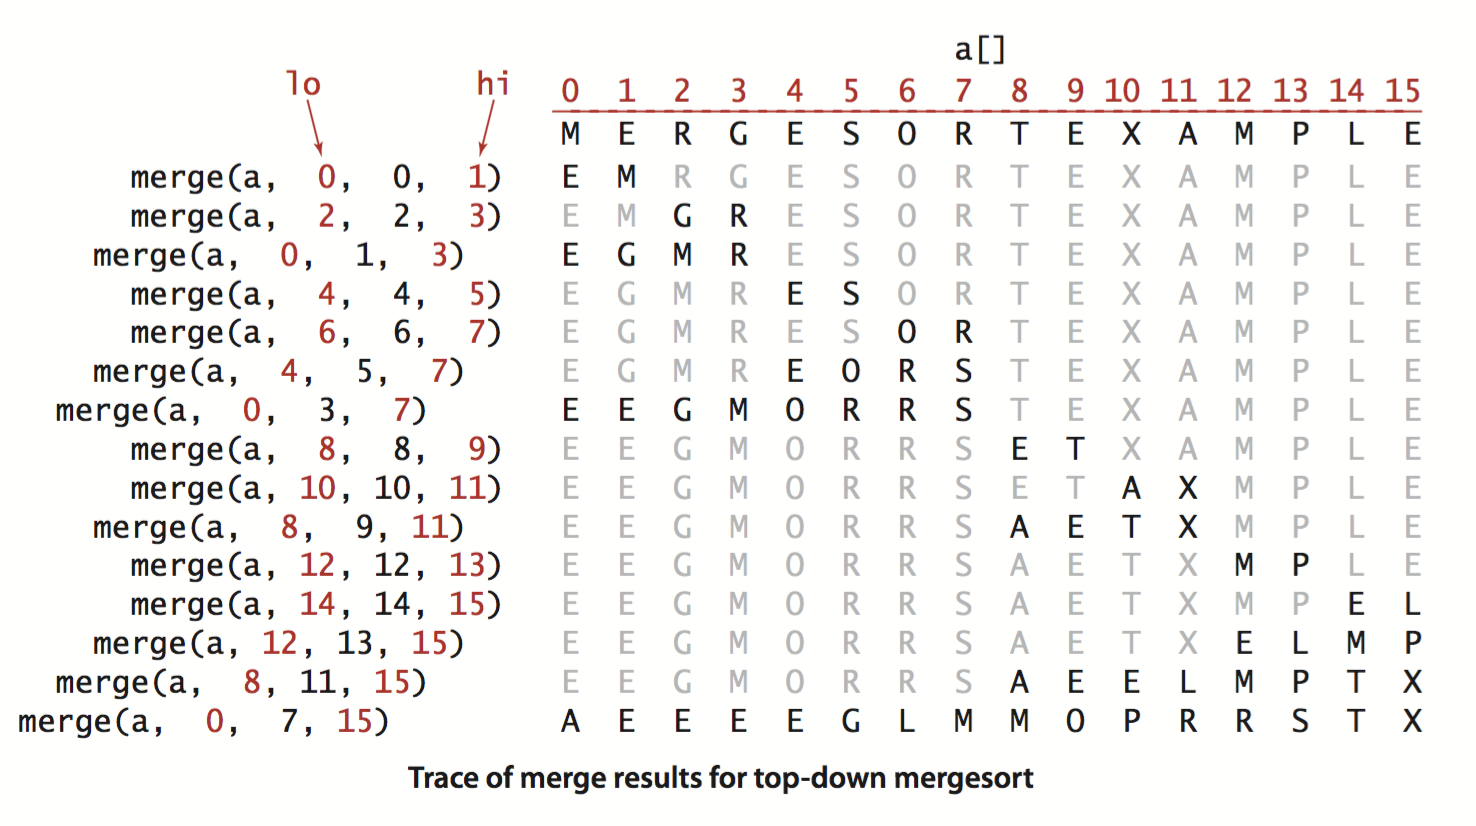 a[]
lo hi 0 1 2 3 4 5 6 7 8 9 10 11 12 13 14 15
M E R G E S O R T E X A M P L E
merge(a, 0, 0, 1) E M R G E S O R T E X A M P L E
merge(a, 2, 2, 3) E M G R E S O R T E X A M P L E
merge(a, 0, 1, 3) E G M R E S O R T E X A M P L E
merge(a, 4, 4, 5) E G M R E S O R T E X A M P L E
merge(a, 6, 6, 7) E G M R E S O R T E X A M P L E
merge(a, 4, 5, 7) E G M R E O R S T E X A M P L E
merge(a, 0, 3, 7) E E G M O R R S T E X A M P L E
merge(a, 8, 8, 9) E E G M O R R S E T X A M P L E
merge(a, 10, 10, 11) E E G M O R R S E T A X M P L E
merge(a, 8, 9, 11) E E G M O R R S A E T X M P L E
merge(a, 12, 12, 13) E E G M O R R S A E T X M P L E
merge(a, 14, 14, 15) E E G M O R R S A E T X M P E L
merge(a, 12, 13, 15) E E G M O R R S A E T X E L M P
merge(a, 8, 11, 15) E E G M O R R S A E E L M P T X
merge(a, 0, 7, 15) A E E E E G L M M O P R R S T X
Trace of merge results for top-down mergesort